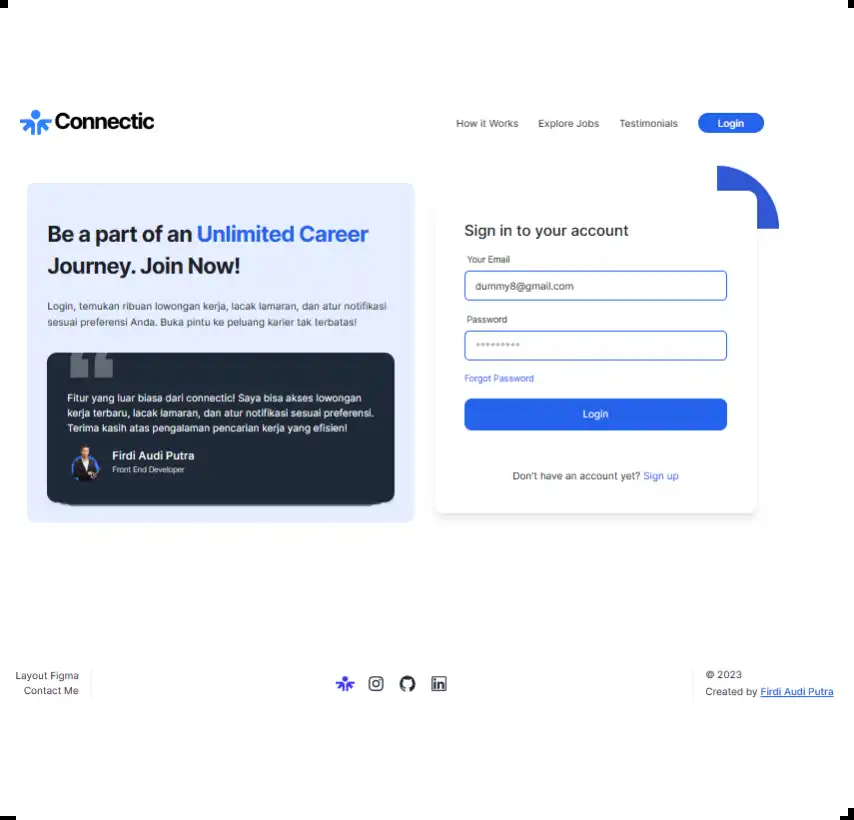 Connectic
How it Works
Explore Jobs
Testimonials
Login
Be a part of an Unlimited Career
Journey. Join Now!
Login, temukan ribuan lowongan kerja, lacak lamaran, dan atur notifikasi
sesuai preferensi Anda. Buka pintu ke peluang karier tak terbatas!
Fitur yang luar biasa dari connectic! Saya bisa akses lowongan
kerja terbaru, lacak lamaran, dan atur notifikasi sesuai preferensi.
Terima kasih atas pengalaman pencarian kerja yang efisien!
Firdi Audi Putra
Front End Developer
Sign in to your account
Your Email
dummy8@gmail.com
Password
*********
Forgot Password
Login
Don't have an account yet? Sign up
Layout Figma
Contact Me
© 2023
Created by Firdi Audi Putra